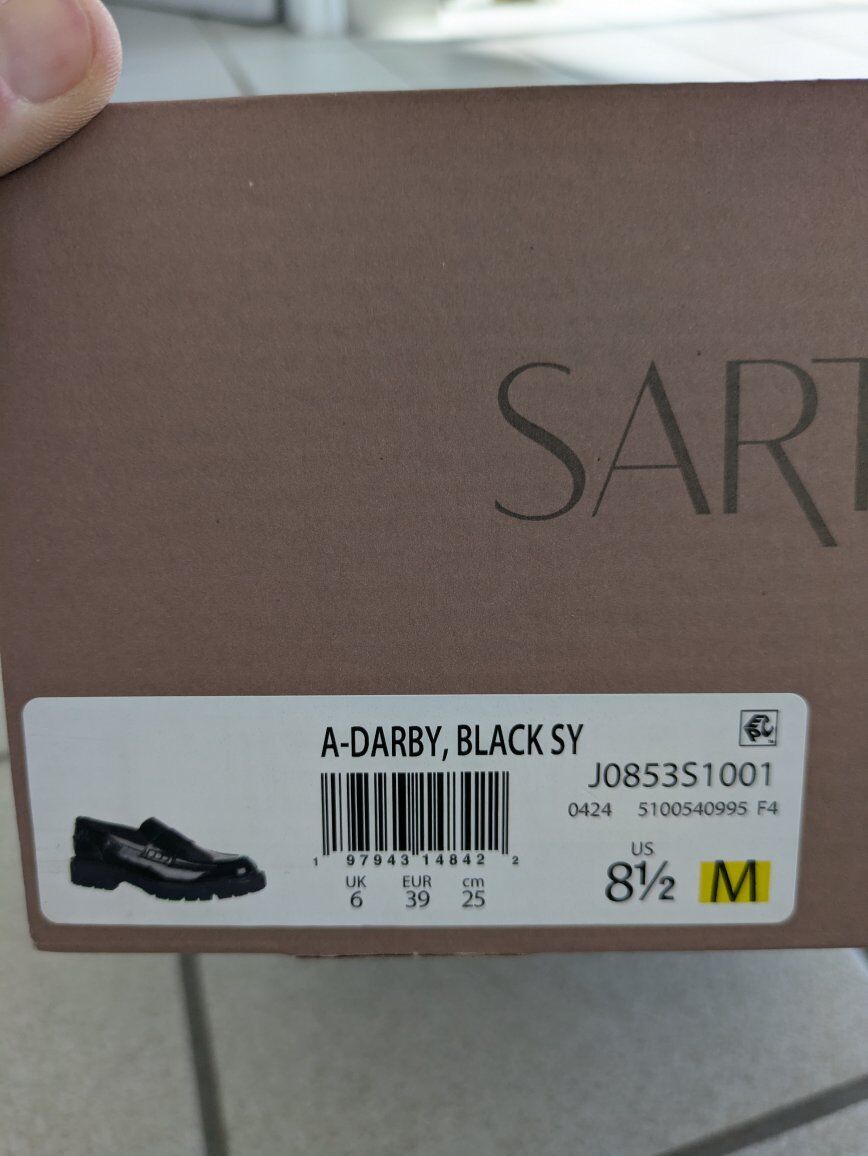 SART
A-DARBY, BLACK SY
J0853S1001
0424 5100540995 F4
1 97943 14842 2
UK EUR cm
6 39 25
US
8½ M